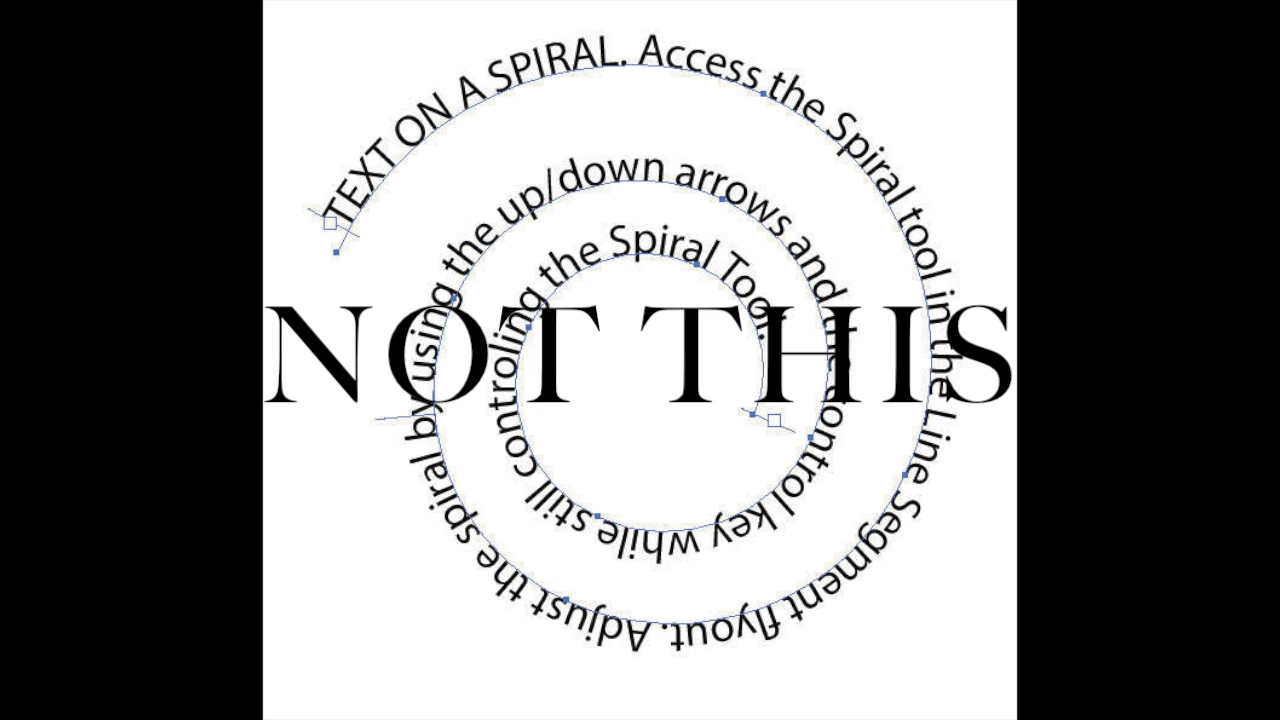 TEXT ON A SPIRAL. Access the Spiral tool in the Line Segment flyout. Adjust the spiral by using the up/down arrows and the control key while still controling the Spiral Tool.
NOT THIS